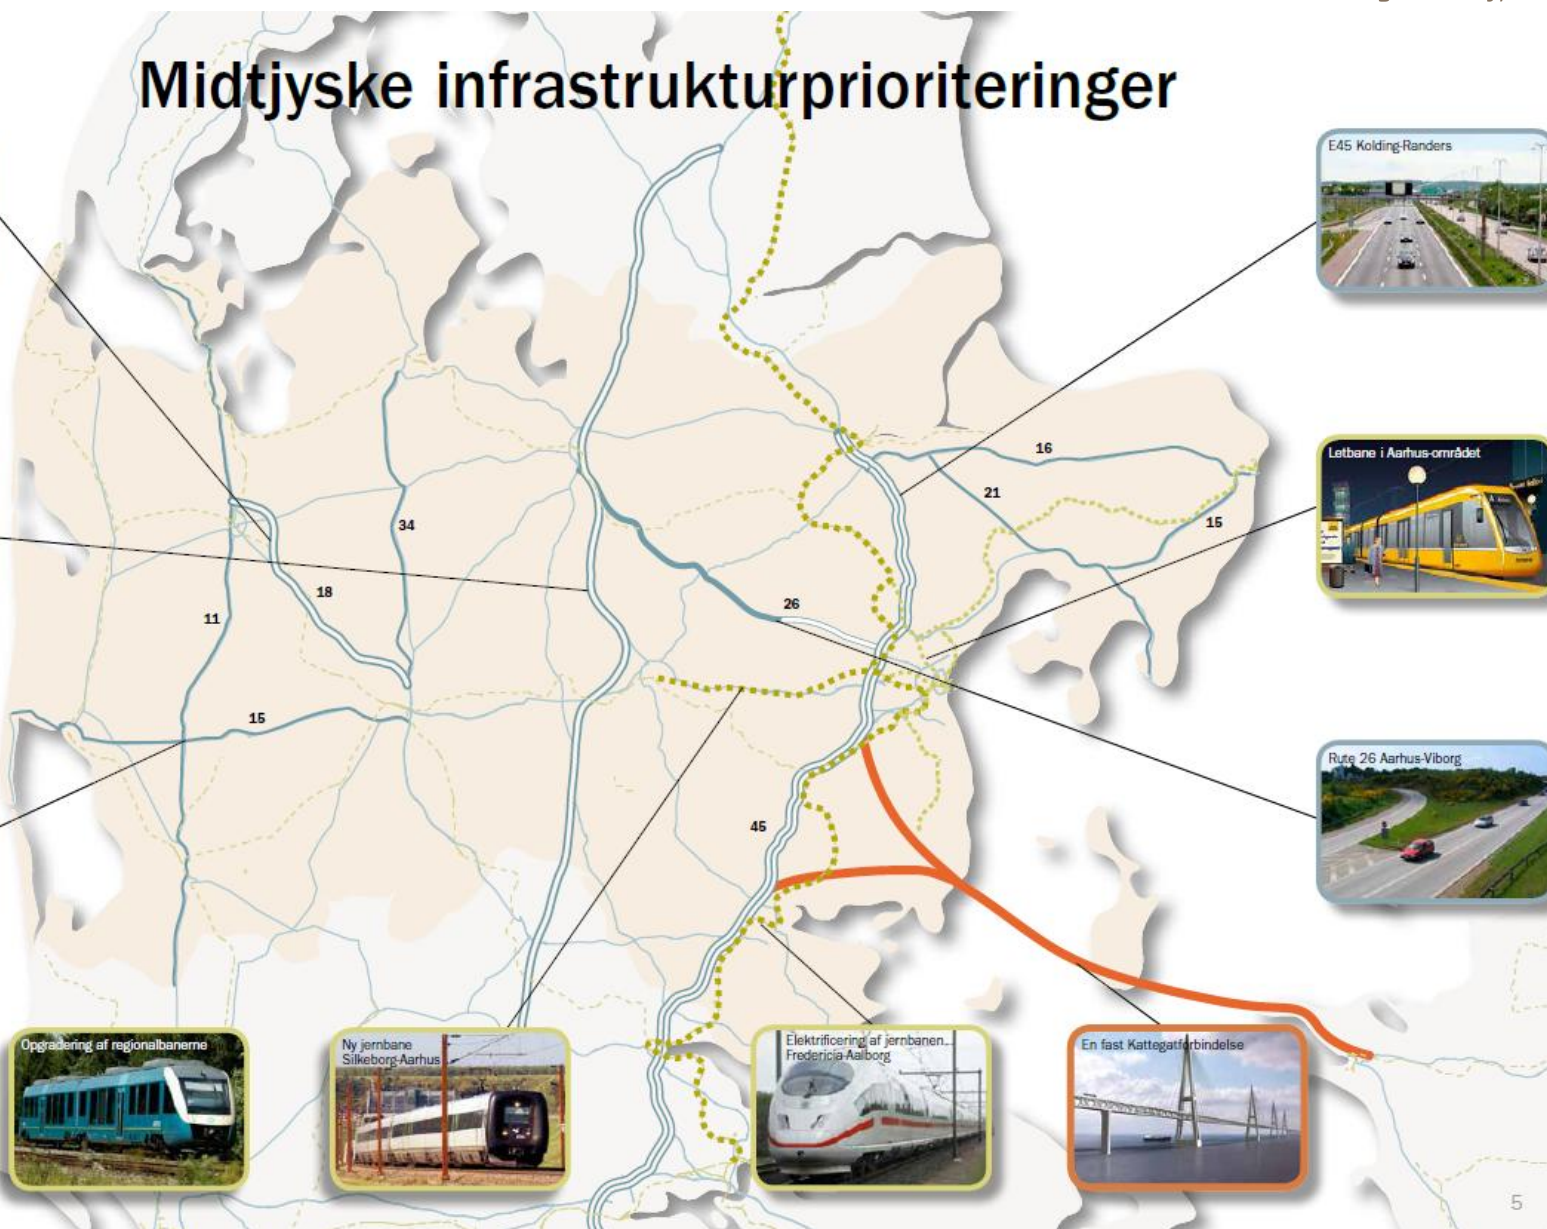 Midtjyske infrastrukturprioriteringer
E45 Kolding-Randers
16
Letbane i Aarhus-området
21
15
34
18
26
11
15
Rute 26 Aarhus-Viborg
45
Opgradering af regionalbanerne
Ny jernbane
Silkeborg-Aarhus
Elektrificering af jernbanen
Fredericia-Aalborg
En fast Kattegatforbindelse
5